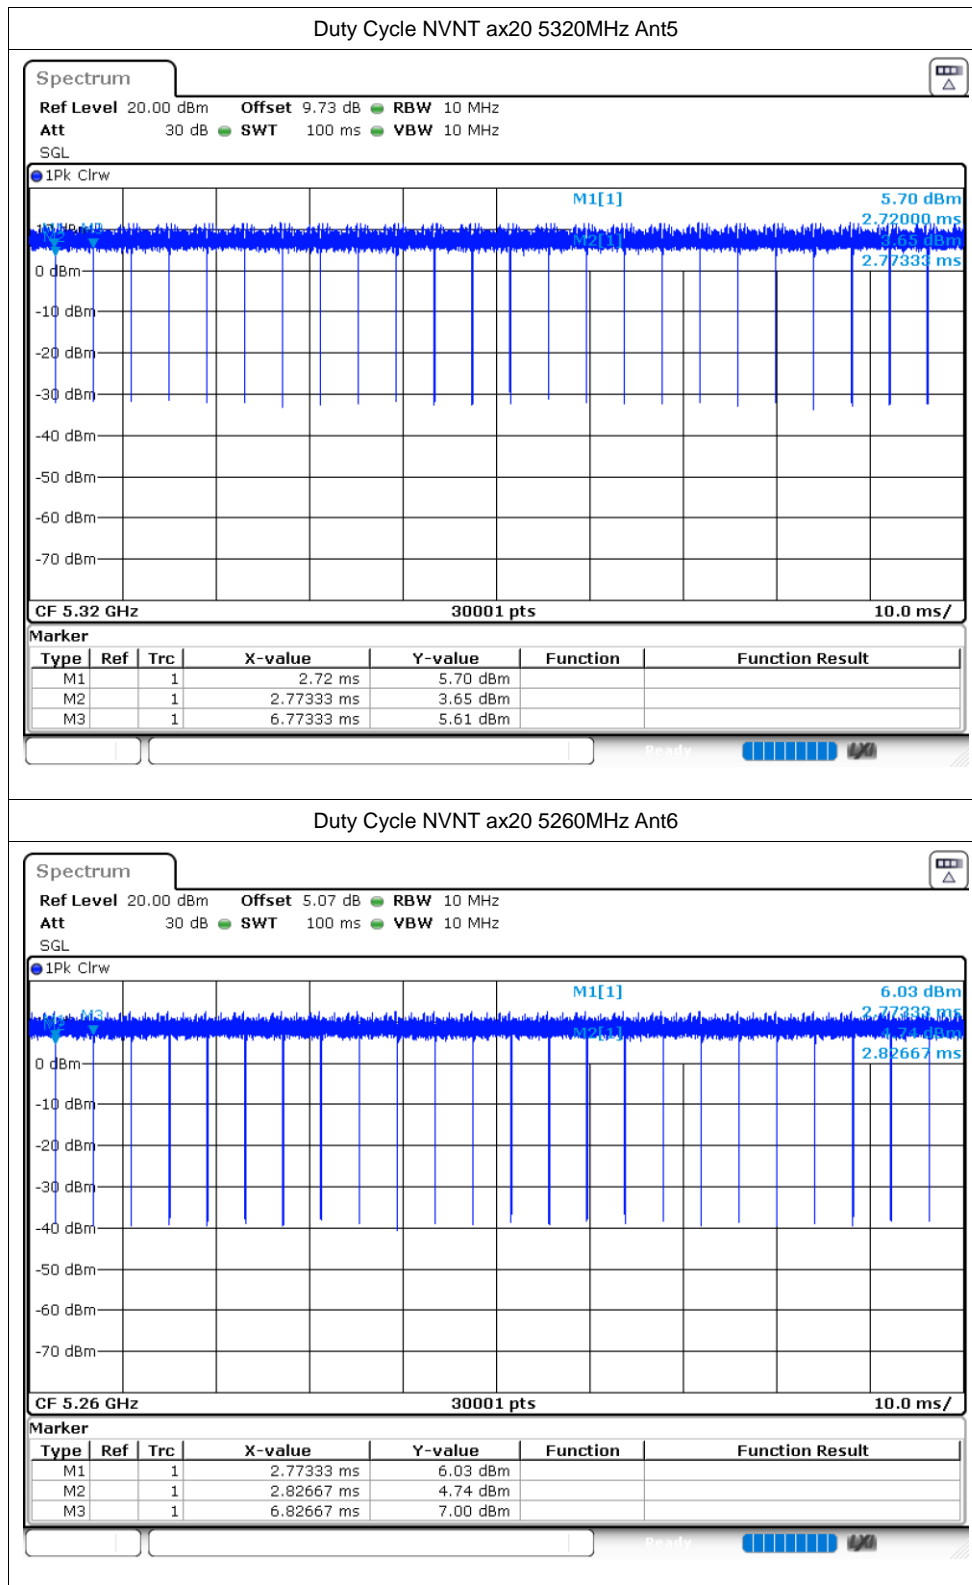 Duty Cycle NVNT ax20 5320MHz Ant5
Spectrum
Ref Level 20.00 dBm Offset 9.73 dB RBW 10 MHz
Att 30 dB SWT 100 ms VBW 10 MHz
SGL
1Pk Clrw
M1[1] 5.70 dBm
2.72000 ms
M2[1] 3.65 dBm
2.77333 ms
0 dBm
-10 dBm
-20 dBm
-30 dBm
-40 dBm
-50 dBm
-60 dBm
-70 dBm
CF 5.32 GHz 30001 pts 10.0 ms/
Marker
Type Ref Trc X-value Y-value Function Function Result
M1 1 2.72 ms 5.70 dBm
M2 1 2.77333 ms 3.65 dBm
M3 1 6.77333 ms 5.61 dBm
Ready LXI
Duty Cycle NVNT ax20 5260MHz Ant6
Spectrum
Ref Level 20.00 dBm Offset 5.07 dB RBW 10 MHz
Att 30 dB SWT 100 ms VBW 10 MHz
SGL
1Pk Clrw
M1[1] 6.03 dBm
2.77333 ms
M3
M2[1] 4.74 dBm
2.82667 ms
0 dBm
-10 dBm
-20 dBm
-30 dBm
-40 dBm
-50 dBm
-60 dBm
-70 dBm
CF 5.26 GHz 30001 pts 10.0 ms/
Marker
Type Ref Trc X-value Y-value Function Function Result
M1 1 2.77333 ms 6.03 dBm
M2 1 2.82667 ms 4.74 dBm
M3 1 6.82667 ms 7.00 dBm
Ready LXI